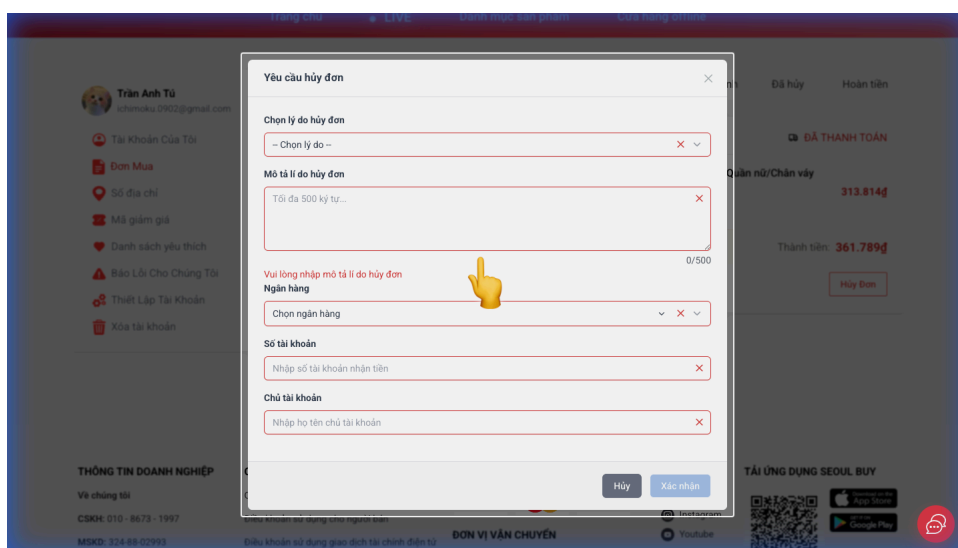 Trang chủ LIVE Danh mục sản phẩm Cửa hàng offline
Trần Anh Tú
ichimoku.0902@gmail.com
Tài Khoản Của Tôi
Đơn Mua
Sổ địa chỉ
Mã giảm giá
Danh sách yêu thích
Báo Lỗi Cho Chúng Tôi
Thiết Lập Tài Khoản
Xóa tài khoản
Yêu cầu hủy đơn
Chọn lý do hủy đơn
-- Chọn lý do --
Mô tả lí do hủy đơn
Tối đa 500 ký tự...
0/500
Vui lòng nhập mô tả lí do hủy đơn
Ngân hàng
Chọn ngân hàng
Số tài khoản
Nhập số tài khoản nhận tiền
Chủ tài khoản
Nhập họ tên chủ tài khoản
Hủy Xác nhận
Đã hủy Hoàn tiền
ĐÃ THANH TOÁN
Quần nữ/Chân váy
313.814₫
Thành tiền: 361.789₫
Hủy Đơn
THÔNG TIN DOANH NGHIỆP
Về chúng tôi
CSKH: 010 - 8673 - 1997
MSKD: 324-88-02993
Điều khoản sử dụng cho người bán
Điều khoản sử dụng giao dịch tài chính điện tử
ĐƠN VỊ VẬN CHUYỂN
Instagram
Youtube
TẢI ỨNG DỤNG SEOUL BUY
Download on the
App Store
Google Play